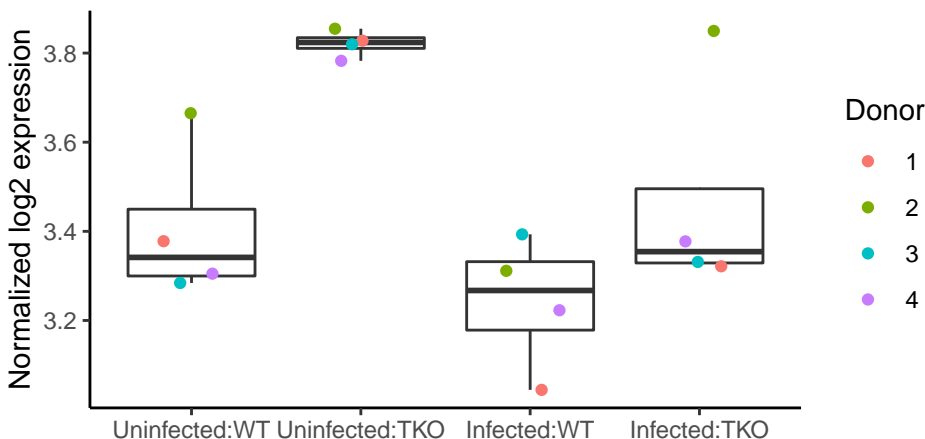 Normalized log2 expression
3.8
3.6
3.4
3.2
Uninfected:WT
Uninfected:TKO
Infected:WT
Infected:TKO
Donor
1
2
3
4